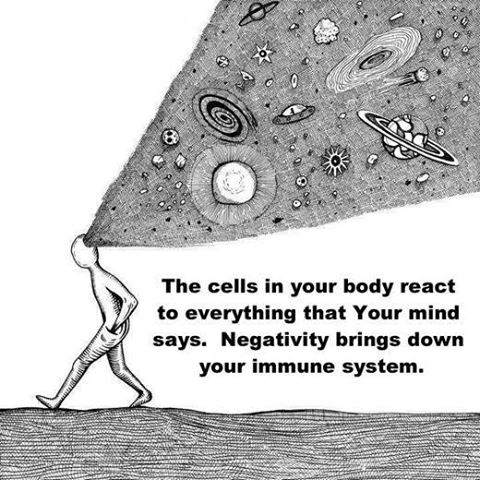 The cells in your body react
to everything that Your mind
says. Negativity brings down
your immune system.